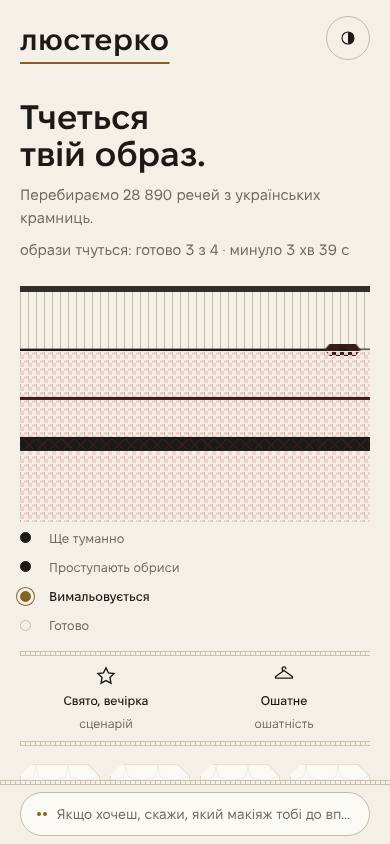 люстерко
Тчеться
твій образ.
Перебираємо 28 890 речей з українських
крамниць.
образи тчуться: готово 3 з 4 · минуло 3 хв 39 с
Ще туманно
Проступають обриси
Вимальовується
Готово
Свято, вечірка
Ошатне
сценарій
ошатність
Якщо хочеш, скажи, який макіяж тобі до вп...